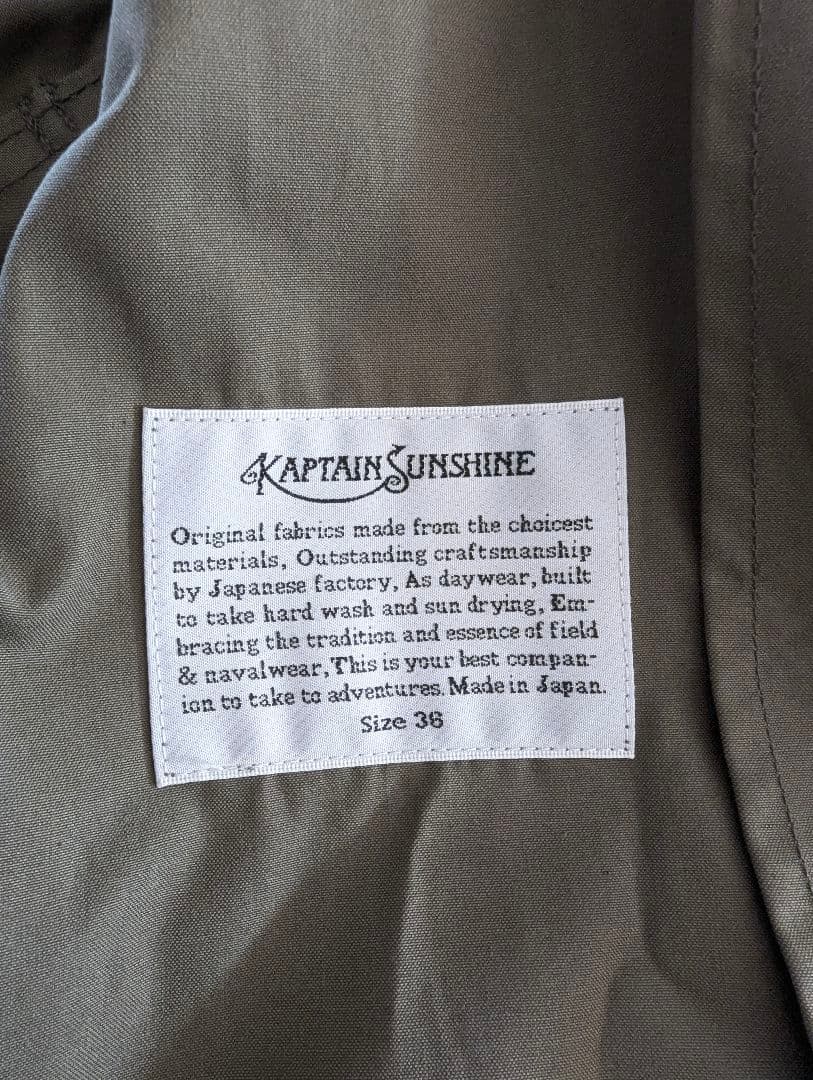 KAPTAIN SUNSHINE
Original fabrics made from the choicest
materials, Outstanding craftsmanship
by Japanese factory, As daywear, built
to take hard wash and sun drying, Em-
bracing the tradition and essence of field
& navalwear, This is your best compan-
ion to take to adventures. Made in Japan.
Size 36